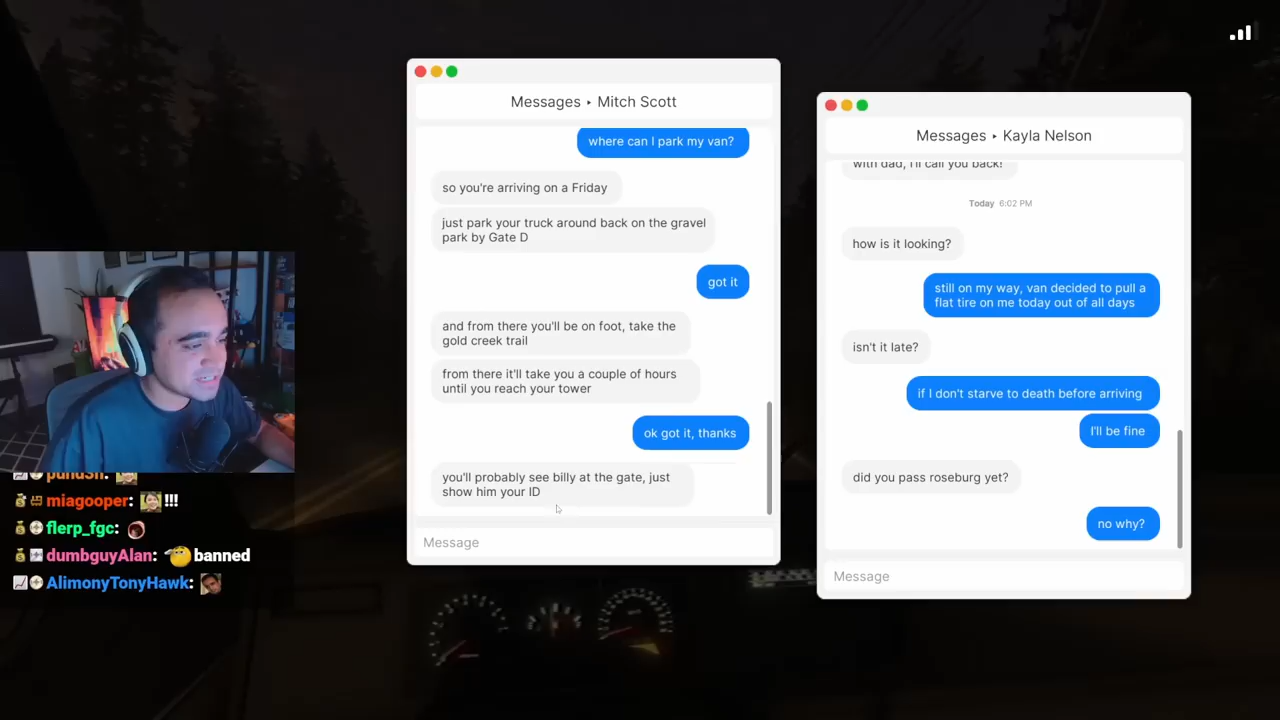 Messages ▸ Mitch Scott
where can I park my van?
so you're arriving on a Friday
just park your truck around back on the gravel
park by Gate D
got it
and from there you'll be on foot, take the
gold creek trail
from there it'll take you a couple of hours
until you reach your tower
ok got it, thanks
you'll probably see billy at the gate, just
show him your ID
Message
Messages ▸ Kayla Nelson
with dad, I'll call you back!
Today 6:02 PM
how is it looking?
still on my way, van decided to pull a
flat tire on me today out of all days
isn't it late?
if I don't starve to death before arriving
I'll be fine
did you pass roseburg yet?
no why?
Message
miagooper: !!!
flerp_fgc:
dumbguyAlan: banned
AlimonyTonyHawk: